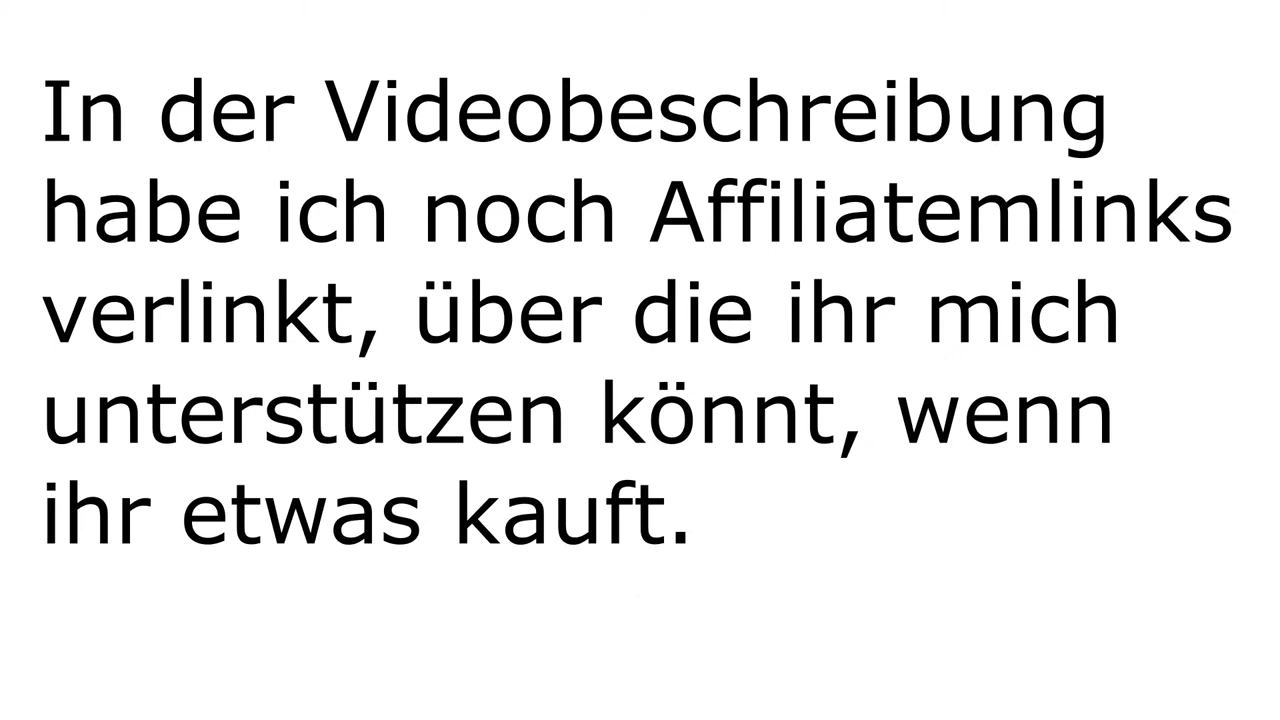 In der Videobeschreibung
habe ich noch Affiliatemlinks
verlinkt, über die ihr mich
unterstützen könnt, wenn
ihr etwas kauft.